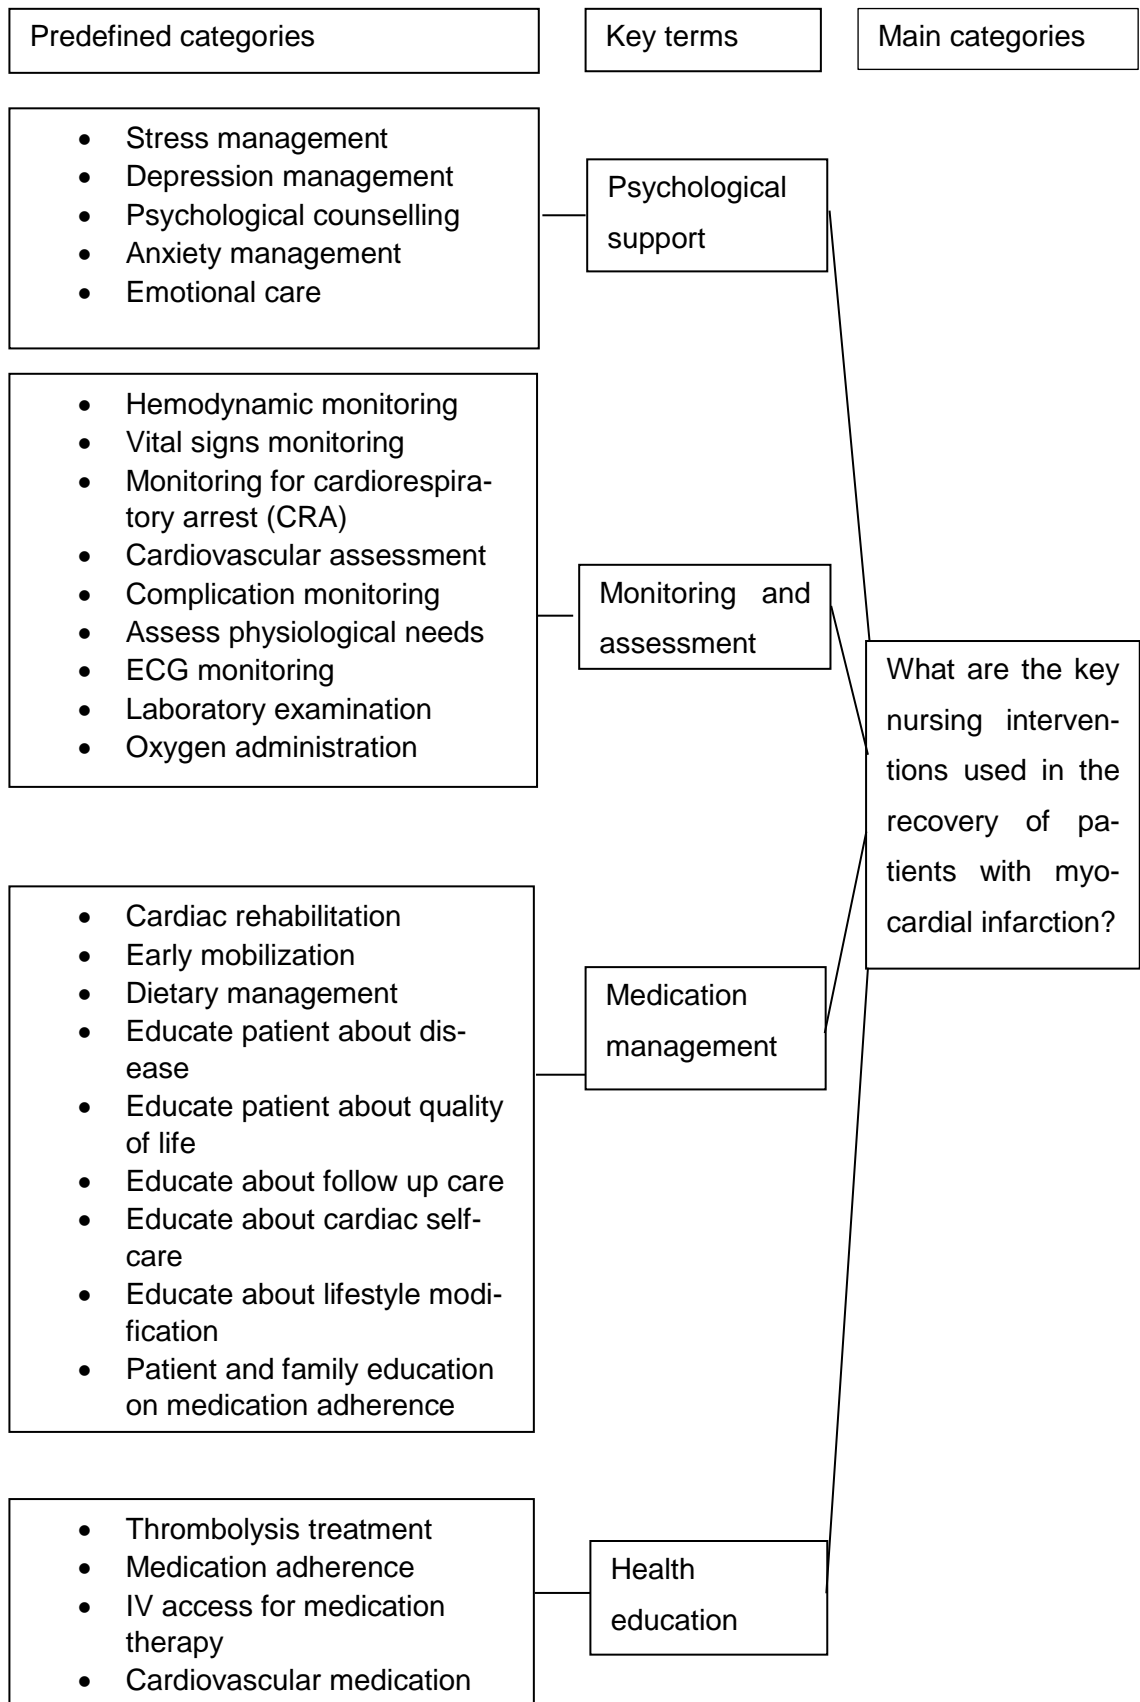 Predefined categories
Key terms
Main categories
• Stress management
• Depression management
• Psychological counselling
• Anxiety management
• Emotional care
Psychological
support
• Hemodynamic monitoring
• Vital signs monitoring
• Monitoring for cardiorespira-
tory arrest (CRA)
• Cardiovascular assessment
• Complication monitoring
• Assess physiological needs
• ECG monitoring
• Laboratory examination
• Oxygen administration
Monitoring and
assessment
What are the key
nursing interven-
tions used in the
recovery of pa-
tients with myo-
cardial infarction?
• Cardiac rehabilitation
• Early mobilization
• Dietary management
• Educate patient about dis-
ease
• Educate patient about quality
of life
• Educate about follow up care
• Educate about cardiac self-
care
• Educate about lifestyle modi-
fication
• Patient and family education
on medication adherence
Medication
management
• Thrombolysis treatment
• Medication adherence
• IV access for medication
therapy
• Cardiovascular medication
Health
education